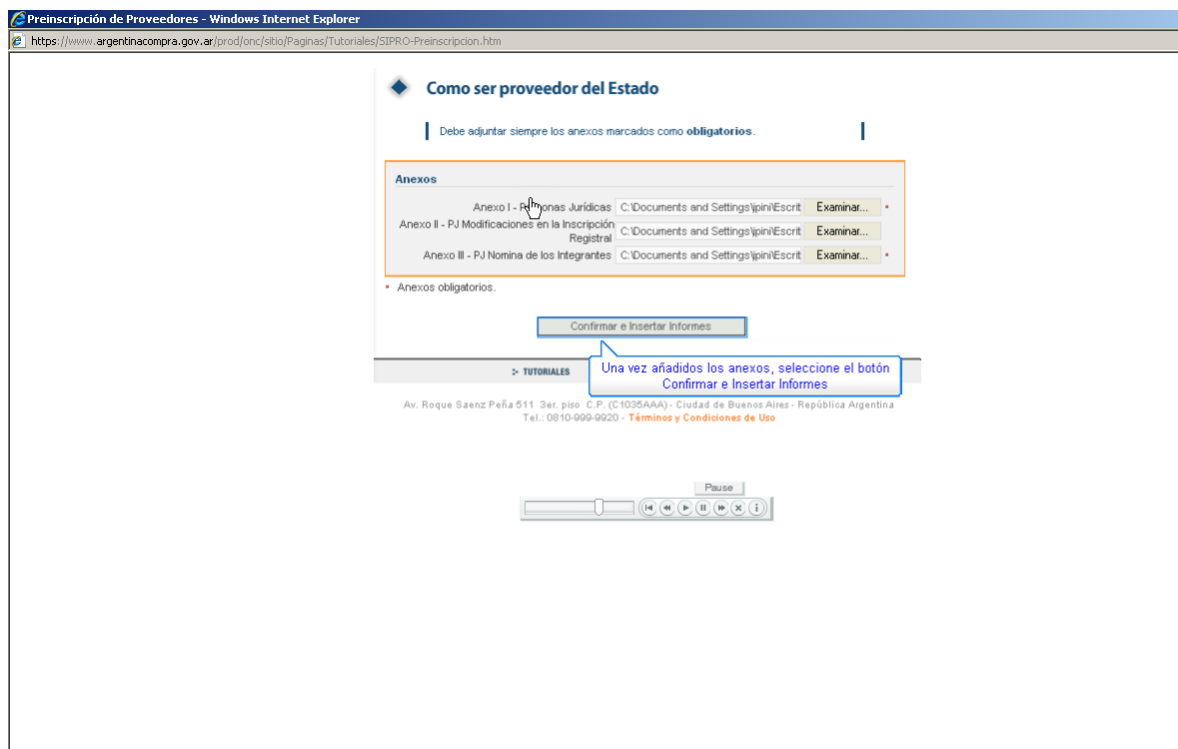 Preinscripción de Proveedores - Windows Internet Explorer
https://www.argentinacompra.gov.ar/prod/onc/sitio/Paginas/Tutoriales/SIPRO-Preinscripcion.htm
Como ser proveedor del Estado
Debe adjuntar siempre los anexos marcados como obligatorios.
Anexos
Anexo I - Jurídicas C:\Documents and Settings\jpini\Escrit Examinar... *
Anexo II - PJ Modificaciones en la Inscripción
Registral C:\Documents and Settings\jpini\Escrit Examinar...
Anexo III - PJ Nomina de los Integrantes C:\Documents and Settings\jpini\Escrit Examinar... *
* Anexos obligatorios.
Confirmar e Insertar Informes
Una vez añadidos los anexos, seleccione el botón
Confirmar e Insertar Informes
:- TUTORIALES
Av. Roque Saenz Peña 511 3er. piso C.P. (C1035AAA) - Ciudad de Buenos Aires - República Argentina
Tel.: 0810-999-9920 - Términos y Condiciones de Uso
Pause